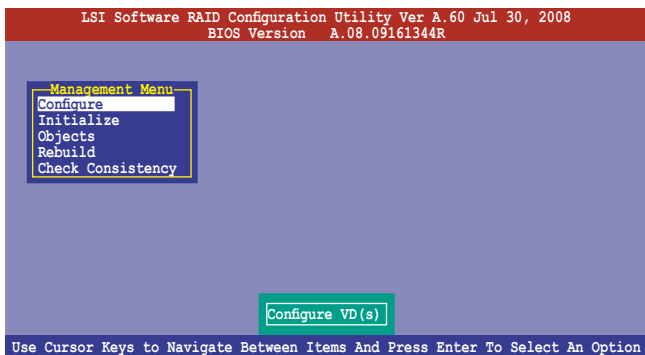 LSI Software RAID Configuration Utility Ver A.60 Jul 30, 2008
BIOS Version A.08.09161344R
Management Menu
Configure
Initialize
Objects
Rebuild
Check Consistency
Configure VD(s)
Use Cursor Keys to Navigate Between Items And Press Enter To Select An Option